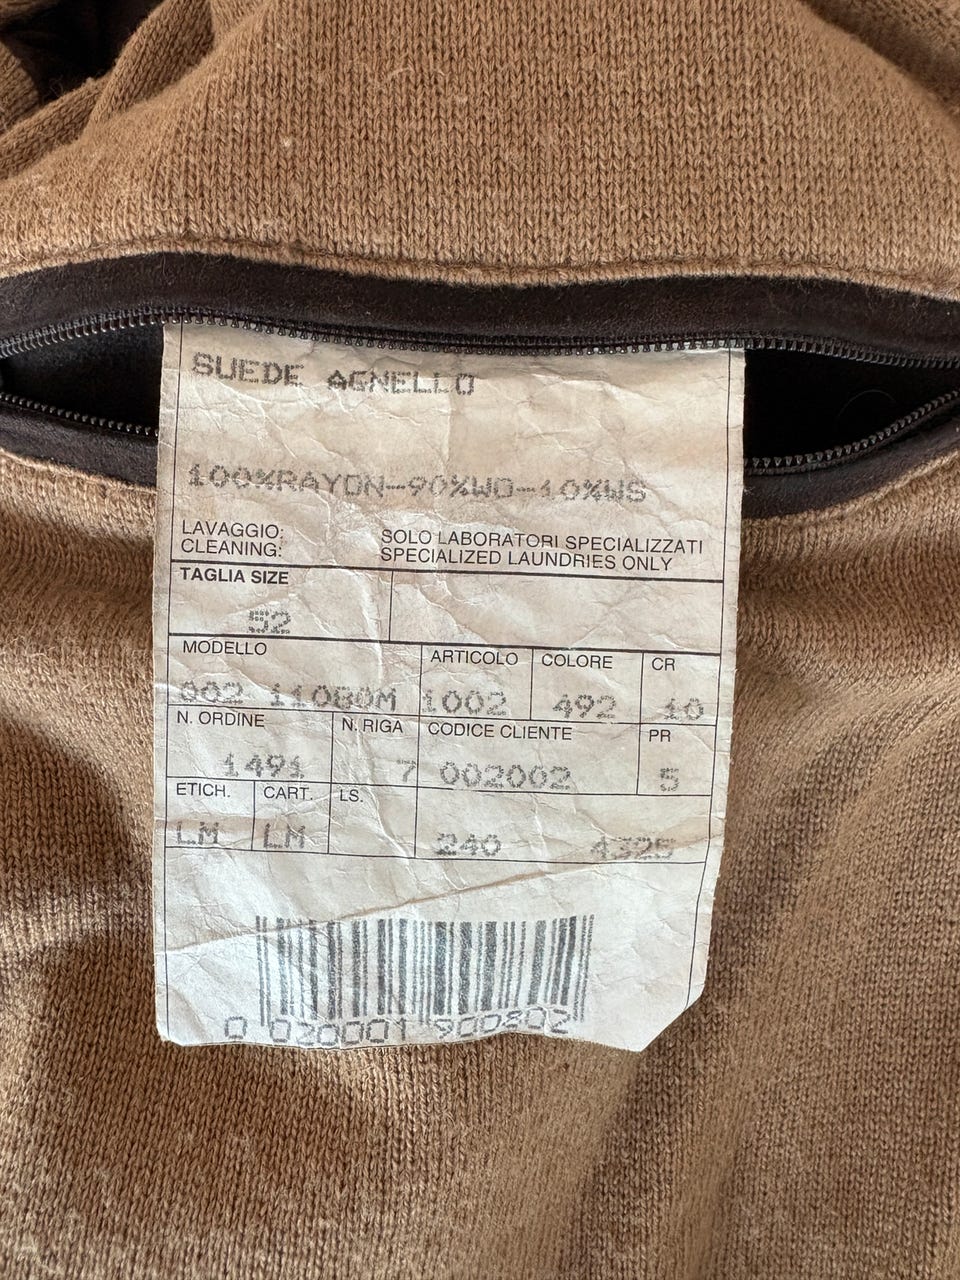 SUEDE AGNELLO
100%RAYON-90%WO-10%WS
LAVAGGIO: SOLO LABORATORI SPECIALIZZATI
CLEANING: SPECIALIZED LAUNDRIES ONLY
TAGLIA SIZE
52
MODELLO ARTICOLO COLORE CR
802 11080M 1002 492 10
N. ORDINE N. RIGA CODICE CLIENTE PR
1491 7 002002 5
ETICH. CART. LS.
LM LM 240 4325
0 020001 900802